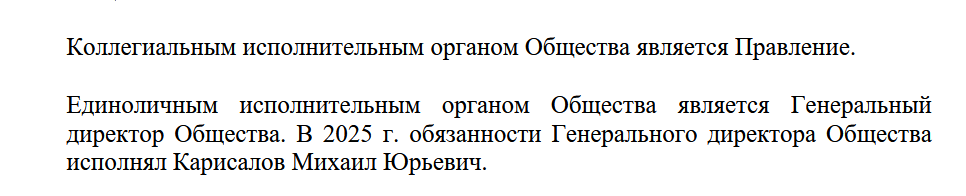 Коллегиальным исполнительным органом Общества является Правление.
Единоличным исполнительным органом Общества является Генеральный
директор Общества. В 2025 г. обязанности Генерального директора Общества
исполнял Карисалов Михаил Юрьевич.